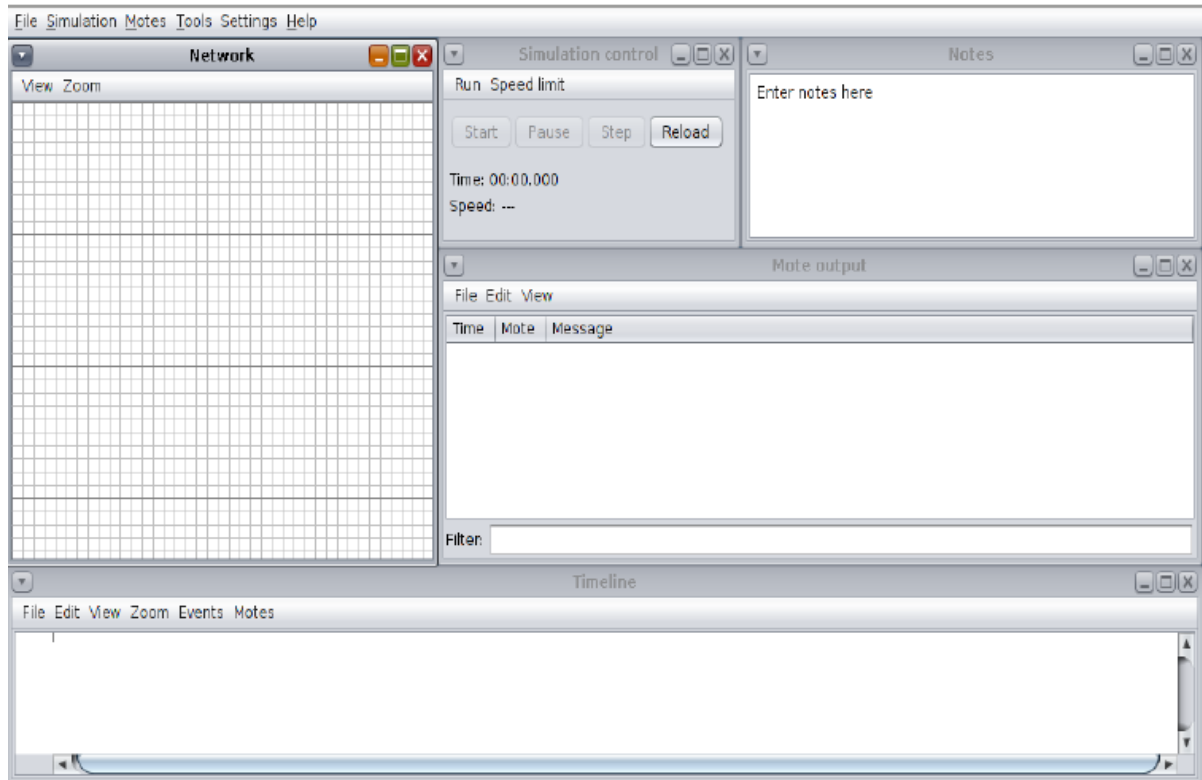 File Simulation Motes Tools Settings Help
Network
View Zoom
Simulation control
Run Speed limit
Start Pause Step Reload
Time: 00:00.000
Speed: ---
Notes
Enter notes here
Mote output
File Edit View
Time Mote Message
Filter:
Timeline
File Edit View Zoom Events Motes